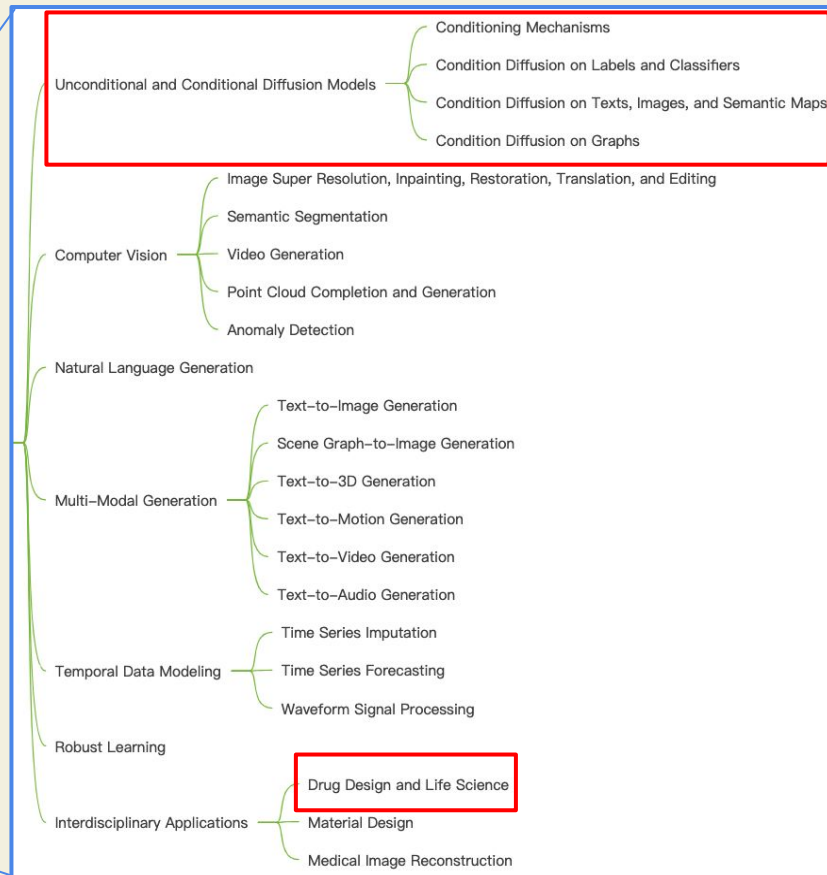 Conditioning Mechanisms
Condition Diffusion on Labels and Classifiers
Unconditional and Conditional Diffusion Models
Condition Diffusion on Texts, Images, and Semantic Maps
Condition Diffusion on Graphs
Image Super Resolution, Inpainting, Restoration, Translation, and Editing
Semantic Segmentation
Computer Vision
Video Generation
Point Cloud Completion and Generation
Anomaly Detection
Natural Language Generation
Text-to-Image Generation
Scene Graph-to-Image Generation
Text-to-3D Generation
Multi-Modal Generation
Text-to-Motion Generation
Text-to-Video Generation
Text-to-Audio Generation
Time Series Imputation
Temporal Data Modeling
Time Series Forecasting
Waveform Signal Processing
Robust Learning
Drug Design and Life Science
Interdisciplinary Applications
Material Design
Medical Image Reconstruction